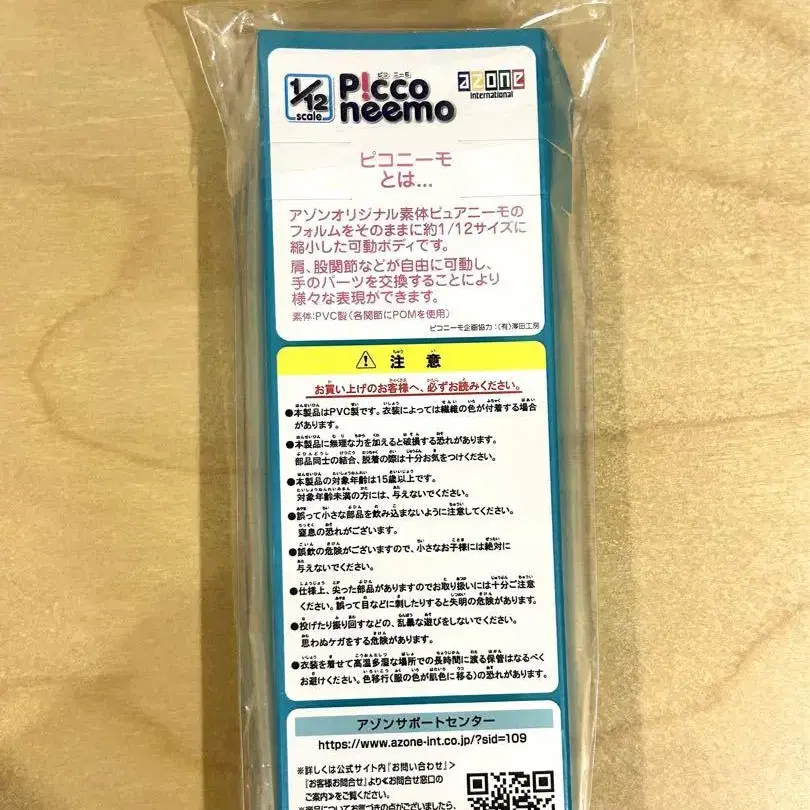 1/12
scale
ピコニーモ
P!cco
neemo
azone
international
ピコニーモ
とは…
アゾンオリジナル素体ピュアニーモの
フォルムをそのままに約1/12サイズに
縮小した可動ボディです。
肩、股関節などが自由に可動し、
手のパーツを交換することにより
様々な表現ができます。
素体:PVC製(各関節にPOMを使用)
ピコニーモ企画協力:(有)澤田工房
⚠注意
お買い上げのお客様へ、必ずお読みください。
●本製品はPVC製です。衣装によっては繊維の色が付着する場合
があります。
●本製品に無理な力を加えると破損する恐れがあります。
部品同士の結合、脱着の際は十分お気をつけください。
●本製品の対象年齢は15歳以上です。
対象年齢未満の方には、与えないでください。
●誤って小さな部品を飲み込まないように注意してください。
窒息の恐れがございます。
●誤飲の危険がございますので、小さなお子様には絶対に
与えないでください。
●仕様上、尖った部品がありますのでお取り扱いには十分ご注意
ください。誤って目などに刺したりすると失明の危険があります。
●投げたり振り回すなどの、乱暴な遊びをしないでください。
思わぬケガをする危険があります。
●衣装を着せて高温多湿な場所での長時間に渡る保管はなるべく
お避けください。色移行(服の色が肌色に移る)の恐れがあります。
アゾンサポートセンター
https://www.azone-int.co.jp/?sid=109
※詳しくは公式サイト内『お問い合わせ』>
『お客様お問合せ』より≪お問合せ窓口の
ご案内≫をご覧ください。
※商品についてお気づきの点がございましたら、